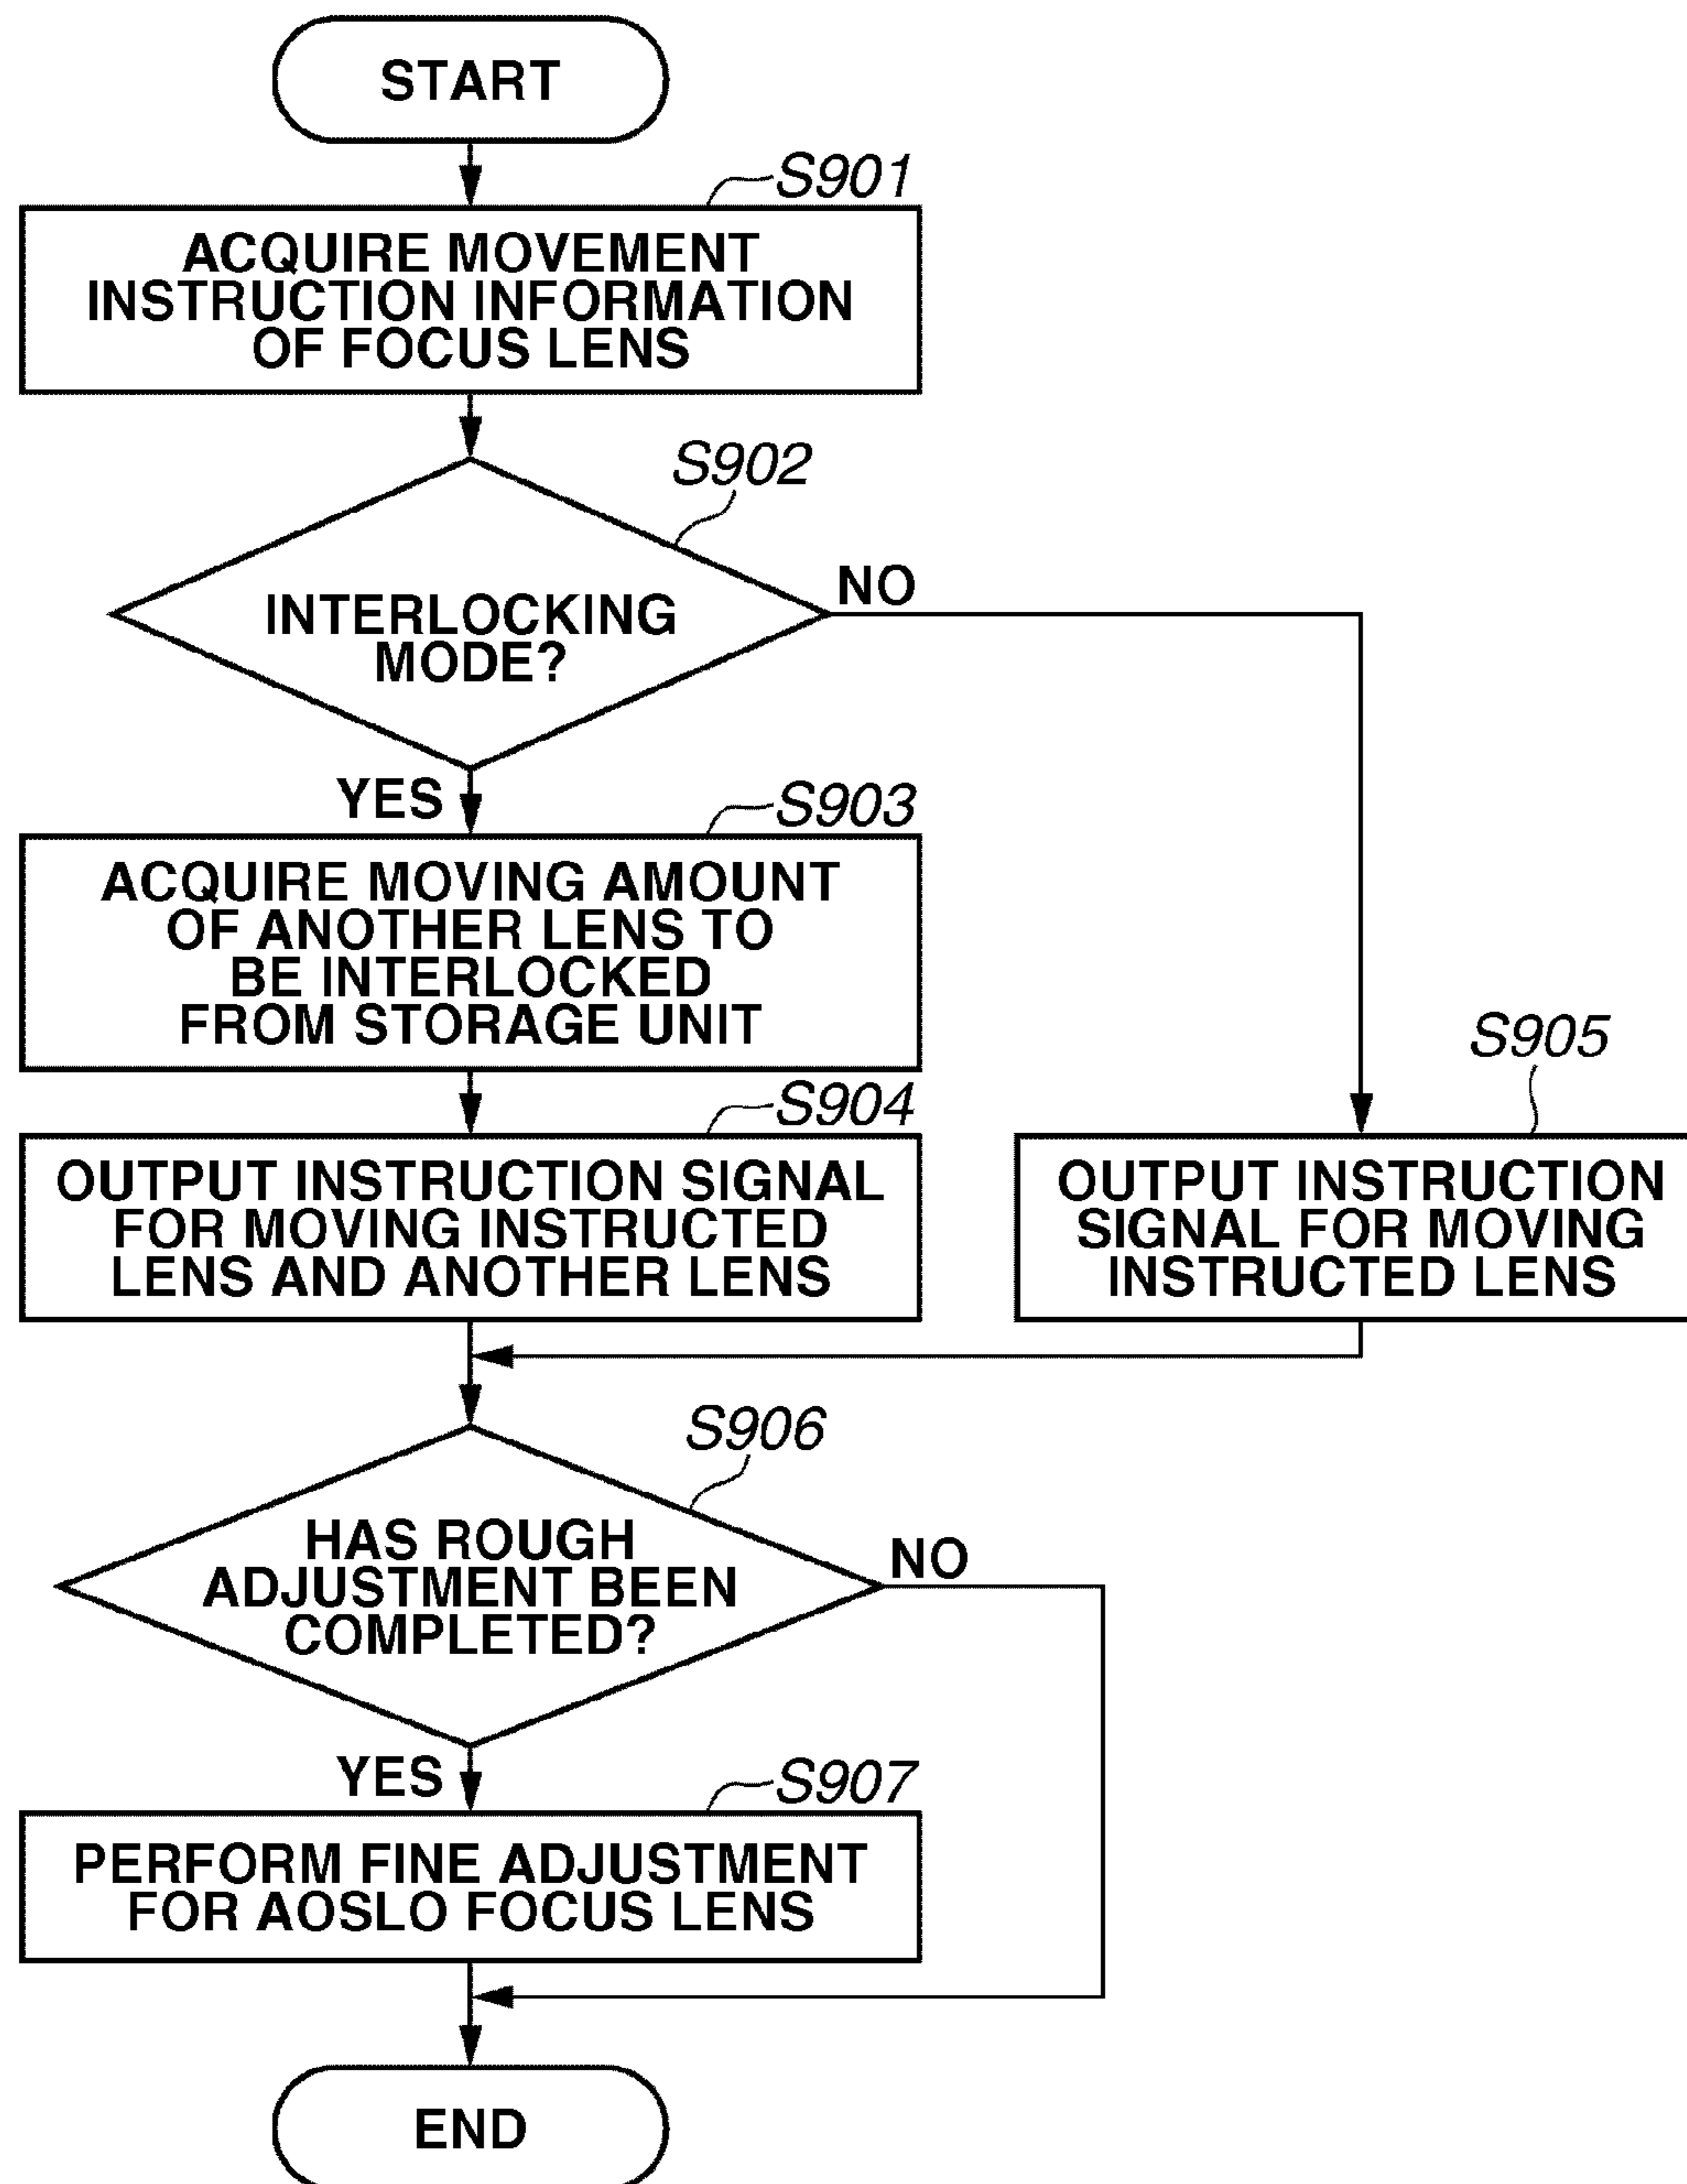 START
S901
ACQUIRE MOVEMENT
INSTRUCTION INFORMATION
OF FOCUS LENS
S902
INTERLOCKING
MODE?
NO
YES
S903
ACQUIRE MOVING AMOUNT
OF ANOTHER LENS TO
BE INTERLOCKED
FROM STORAGE UNIT
S904
OUTPUT INSTRUCTION SIGNAL
FOR MOVING INSTRUCTED
LENS AND ANOTHER LENS
S905
OUTPUT INSTRUCTION
SIGNAL FOR MOVING
INSTRUCTED LENS
S906
HAS ROUGH
ADJUSTMENT BEEN
COMPLETED?
NO
YES
S907
PERFORM FINE ADJUSTMENT
FOR AOSLO FOCUS LENS
END